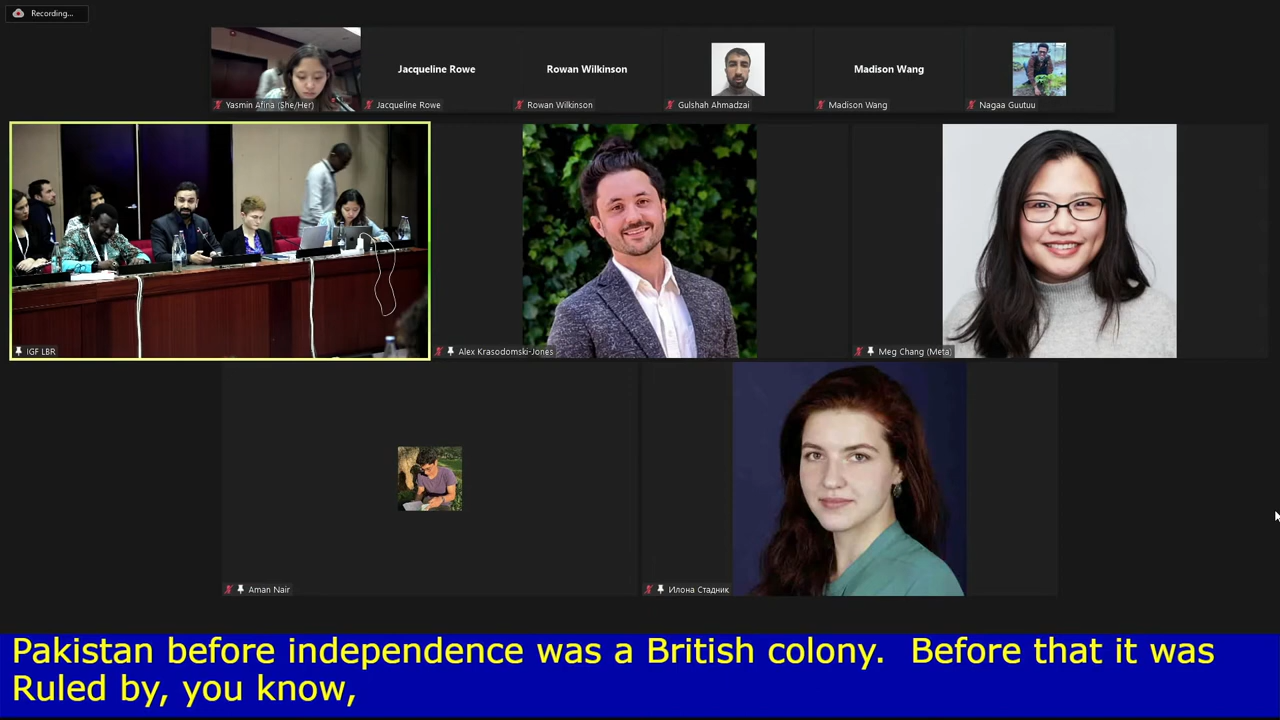 Recording...
Jacqueline Rowe
Rowan Wilkinson
Madison Wang
Yasmin Afina (She/Her)
Jacqueline Rowe
Rowan Wilkinson
Gulshah Ahmadzai
Madison Wang
Nagaa Guutuu
IGF LBR
Alex Krasodomski-Jones
Meg Chang (Meta)
Aman Nair
Илона Стадник
Pakistan before independence was a British colony.  Before that it was
Ruled by, you know,